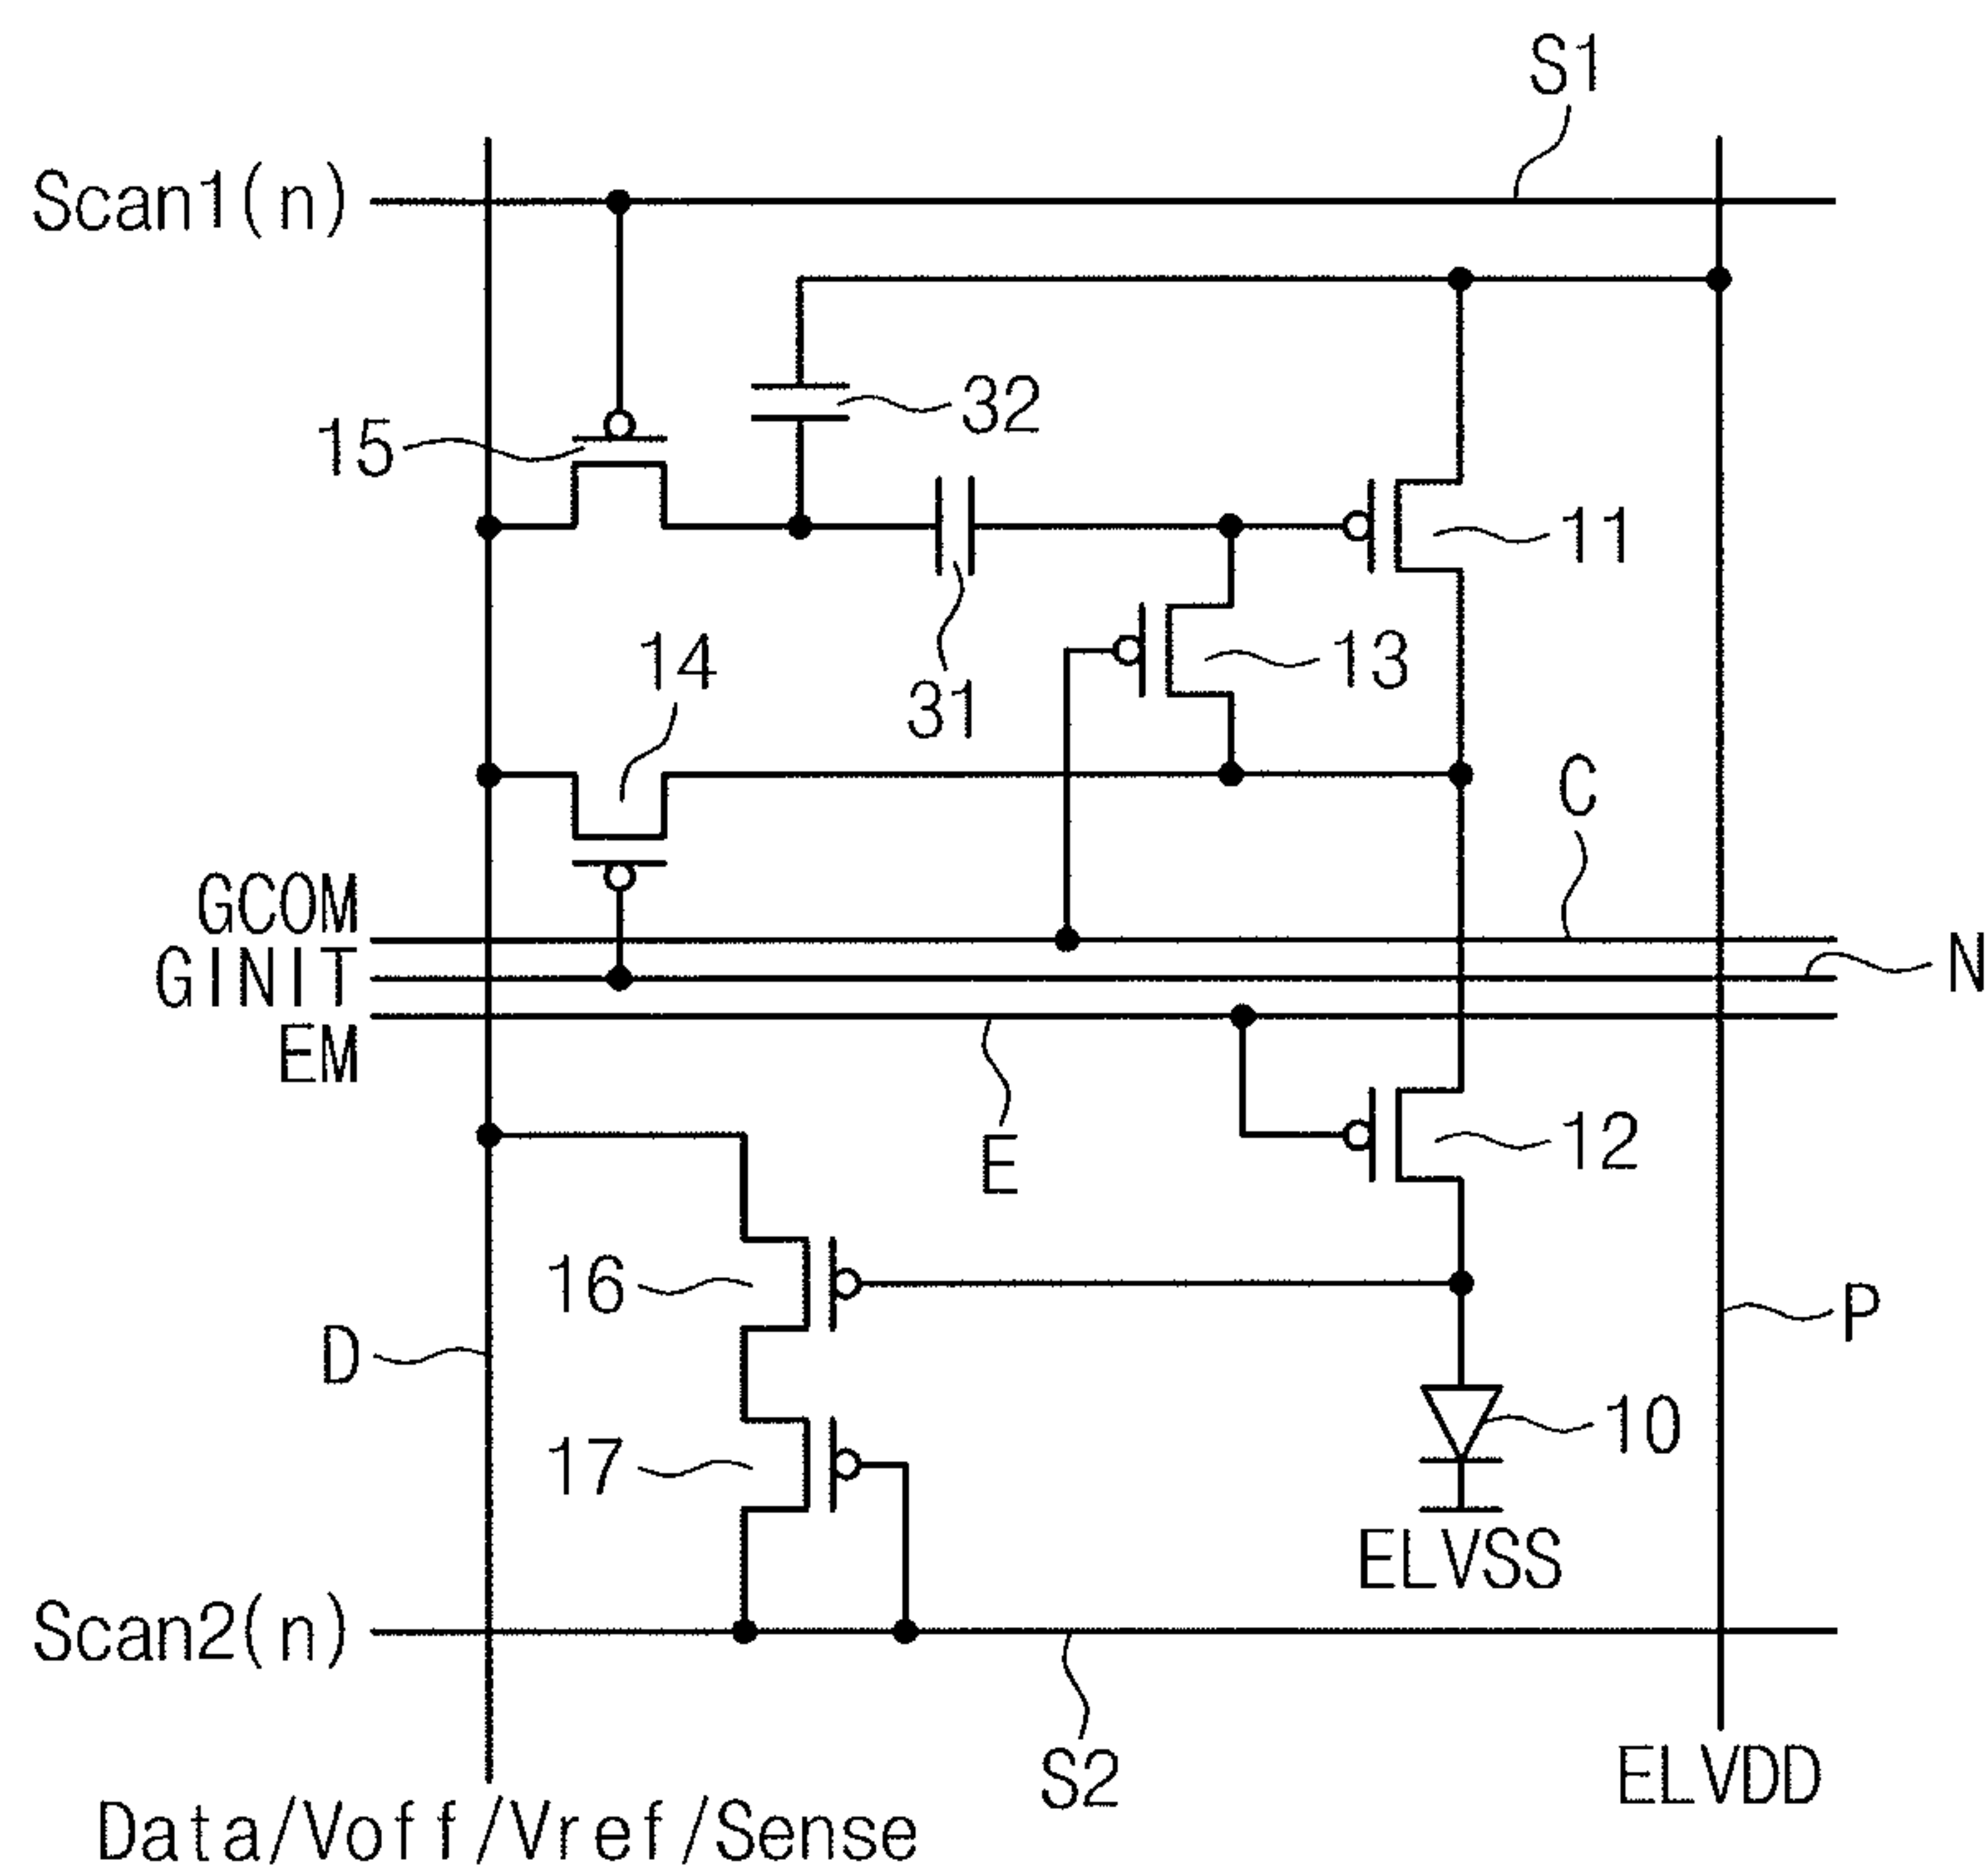 S1
Scan1(n)
32
15
11
14
13
31
C
GCOM
N
GINIT
EM
E
12
16
D
P
17
10
ELVSS
Scan2(n)
S2
ELVDD
Data/Voff/Vref/Sense